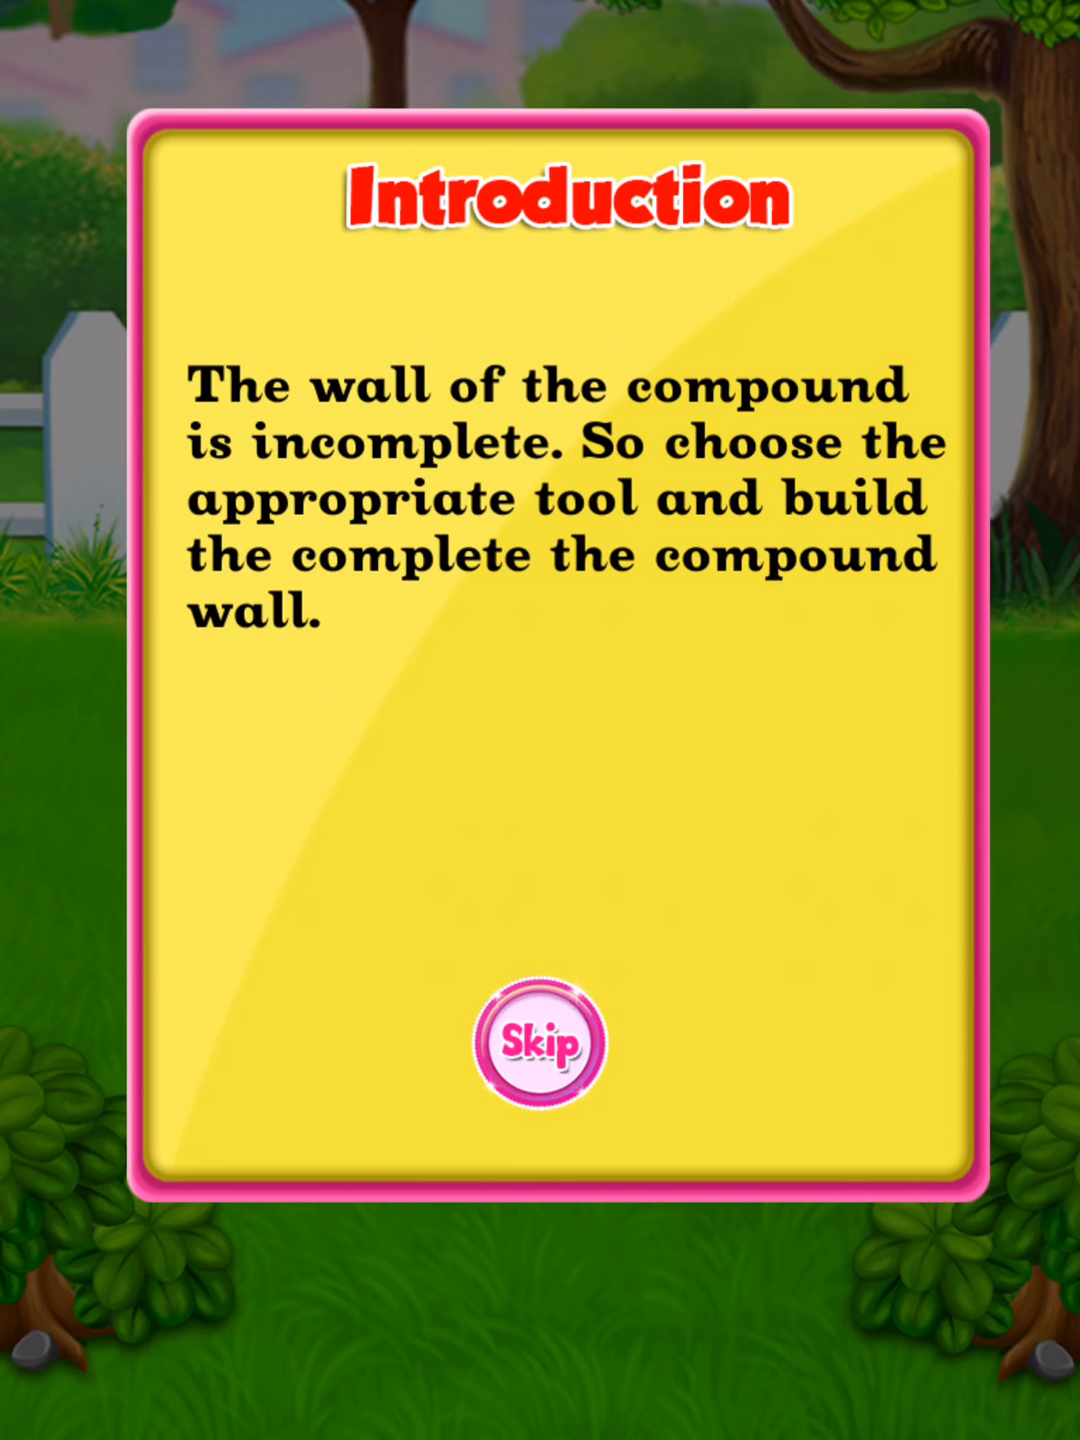 Introduction
The wall of the compound
is incomplete. So choose the
appropriate tool and build
the complete the compound
wall.
Skip